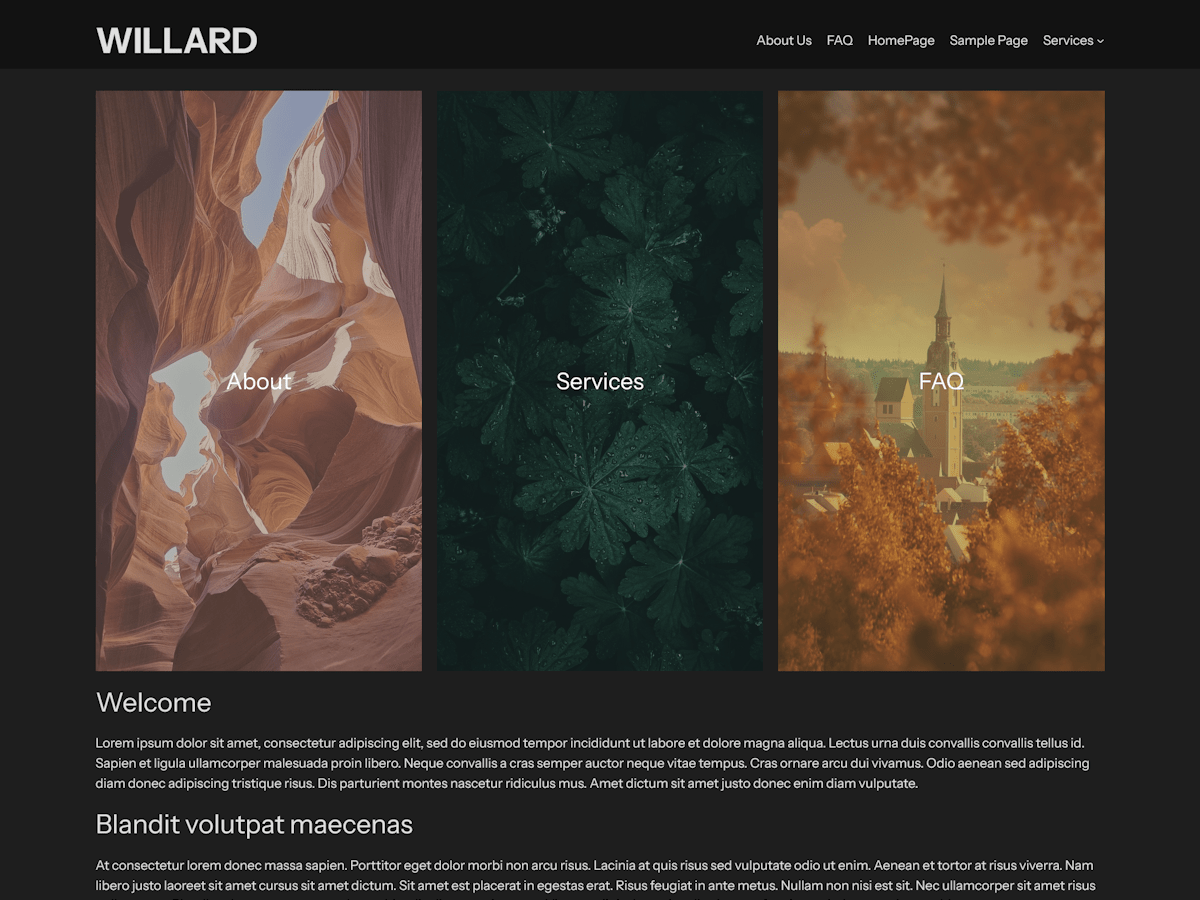 WILLARD
About Us FAQ HomePage Sample Page Services
About
Services
FAQ
Welcome
Lorem ipsum dolor sit amet, consectetur adipiscing elit, sed do eiusmod tempor incididunt ut labore et dolore magna aliqua. Lectus urna duis convallis convallis tellus id.
Sapien et ligula ullamcorper malesuada proin libero. Neque convallis a cras semper auctor neque vitae tempus. Cras ornare arcu dui vivamus. Odio aenean sed adipiscing
diam donec adipiscing tristique risus. Dis parturient montes nascetur ridiculus mus. Amet dictum sit amet justo donec enim diam vulputate.
Blandit volutpat maecenas
At consectetur lorem donec massa sapien. Porttitor eget dolor morbi non arcu risus. Lacinia at quis risus sed vulputate odio ut enim. Aenean et tortor at risus viverra. Nam
libero justo laoreet sit amet cursus sit amet dictum. Sit amet est placerat in egestas erat. Risus feugiat in ante metus. Nullam non nisi est sit. Nec ullamcorper sit amet risus